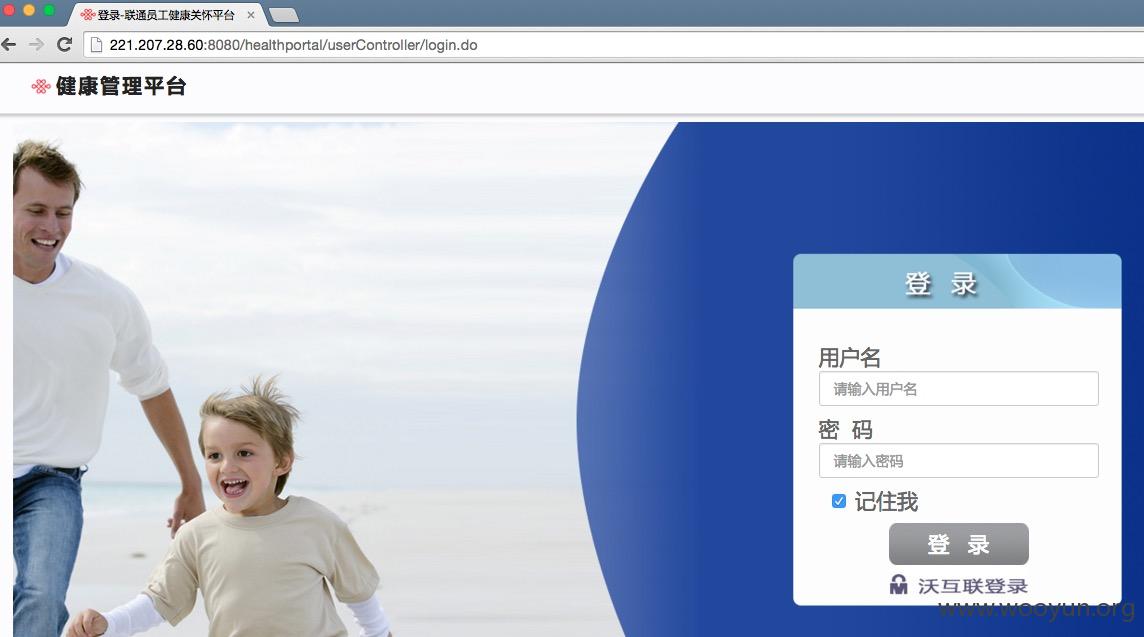 登录-联通员工健康关怀平台
221.207.28.60:8080/healthportal/userController/login.do
健康管理平台
登 录
用户名
请输入用户名
密 码
请输入密码
记住我
登 录
沃互联登录
www.wooyun.org